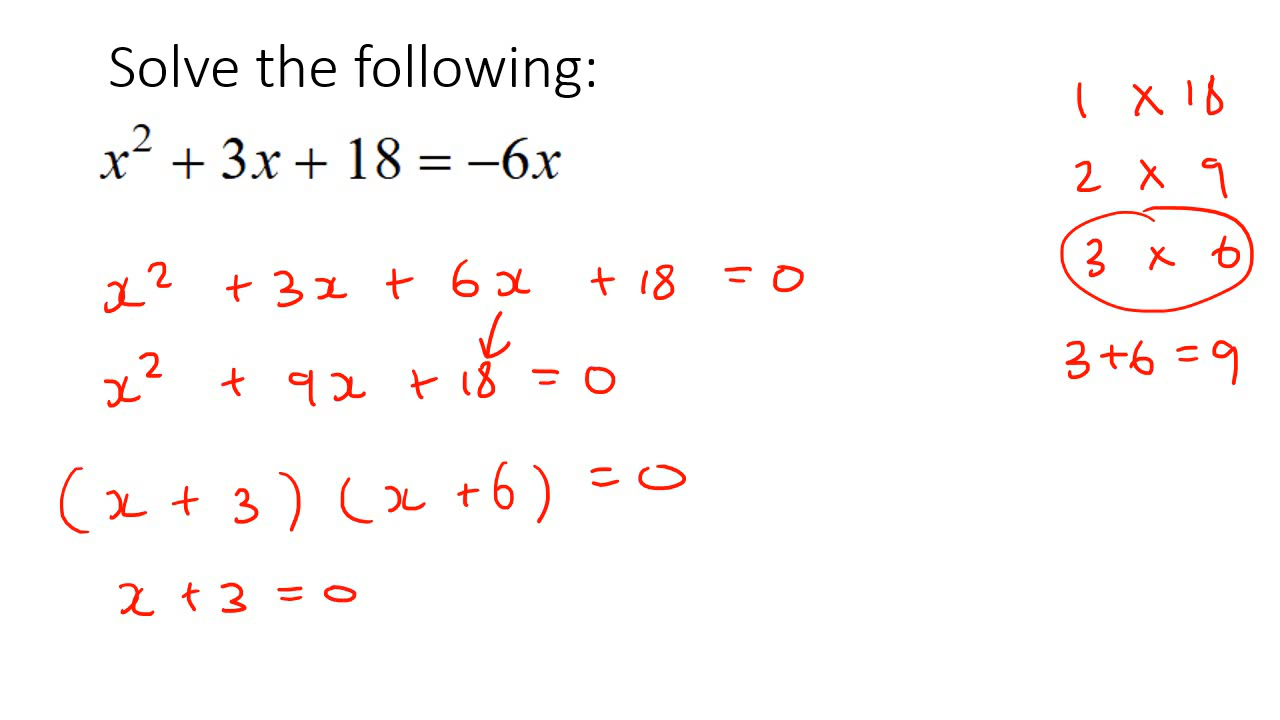 Solve the following:
x² + 3x + 18 = −6x
x² + 3x + 6x + 18 = 0
x² + 9x + 18 = 0
(x + 3) (x + 6) = 0
x + 3 = 0
1 × 18
2 × 9
3 × 6
3 + 6 = 9